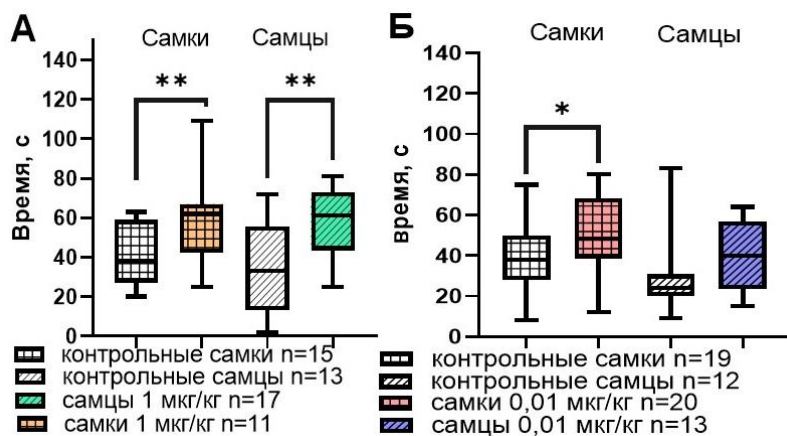 А
Самки Самцы
** **
Время, с
140
120
100
80
60
40
20
0
контрольные самки n=15
контрольные самцы n=13
самцы 1 мкг/кг n=17
самки 1 мкг/кг n=11
Б
Самки Самцы
*
время, с
140
120
100
80
60
40
20
0
контрольные самки n=19
контрольные самцы n=12
самки 0,01 мкг/кг n=20
самцы 0,01 мкг/кг n=13